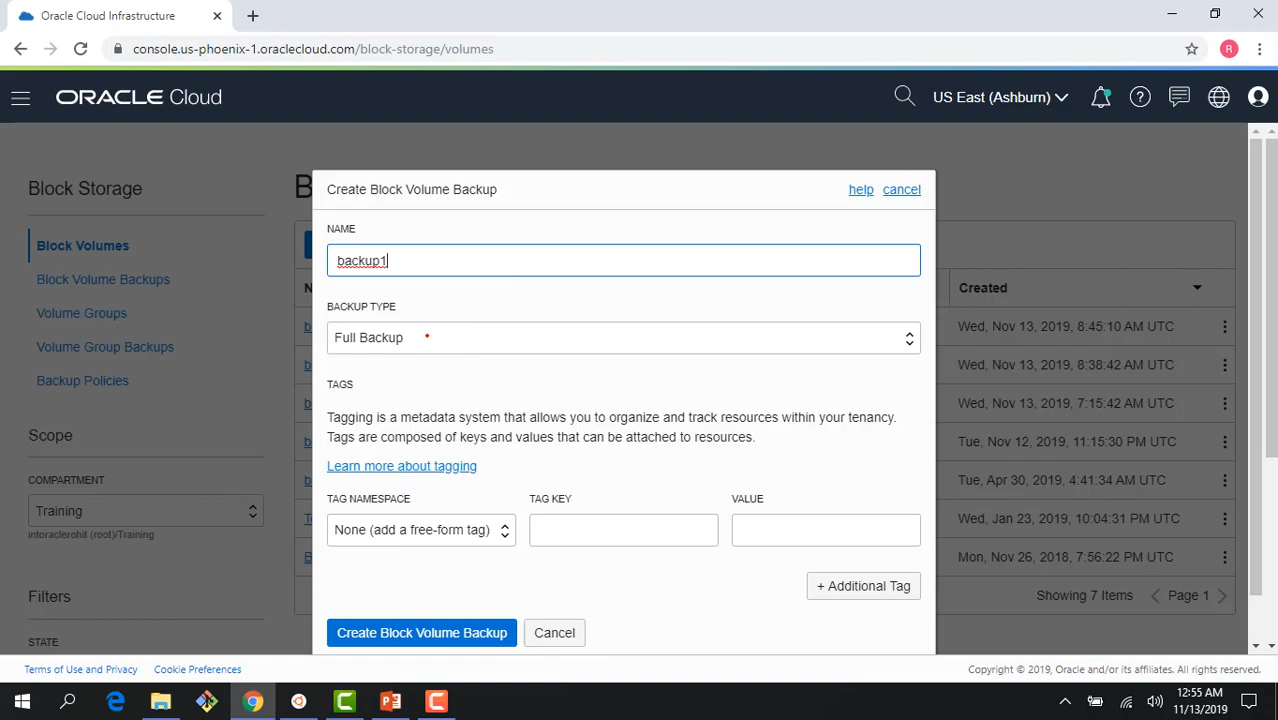 Oracle Cloud Infrastructure
console.us-phoenix-1.oraclecloud.com/block-storage/volumes
R
ORACLE Cloud
US East (Ashburn)
Block Storage
Block Volumes
Block Volume Backups
Volume Groups
Volume Group Backups
Backup Policies
Scope
COMPARTMENT
Training
intoraclerohit (root)/Training
Filters
STATE
Create Block Volume Backup
help cancel
NAME
backup1
BACKUP TYPE
Full Backup
TAGS
Tagging is a metadata system that allows you to organize and track resources within your tenancy.
Tags are composed of keys and values that can be attached to resources.
Learn more about tagging
TAG NAMESPACE TAG KEY VALUE
None (add a free-form tag)
+ Additional Tag
Create Block Volume Backup Cancel
Created
Wed, Nov 13, 2019, 8:45:10 AM UTC
Wed, Nov 13, 2019, 8:38:42 AM UTC
Wed, Nov 13, 2019, 7:15:42 AM UTC
Tue, Nov 12, 2019, 11:15:30 PM UTC
Tue, Apr 30, 2019, 4:41:34 AM UTC
Wed, Jan 23, 2019, 10:04:31 PM UTC
Mon, Nov 26, 2018, 7:56:22 PM UTC
Showing 7 Items Page 1
Terms of Use and Privacy Cookie Preferences
Copyright © 2019, Oracle and/or its affiliates. All rights reserved.
12:55 AM
11/13/2019